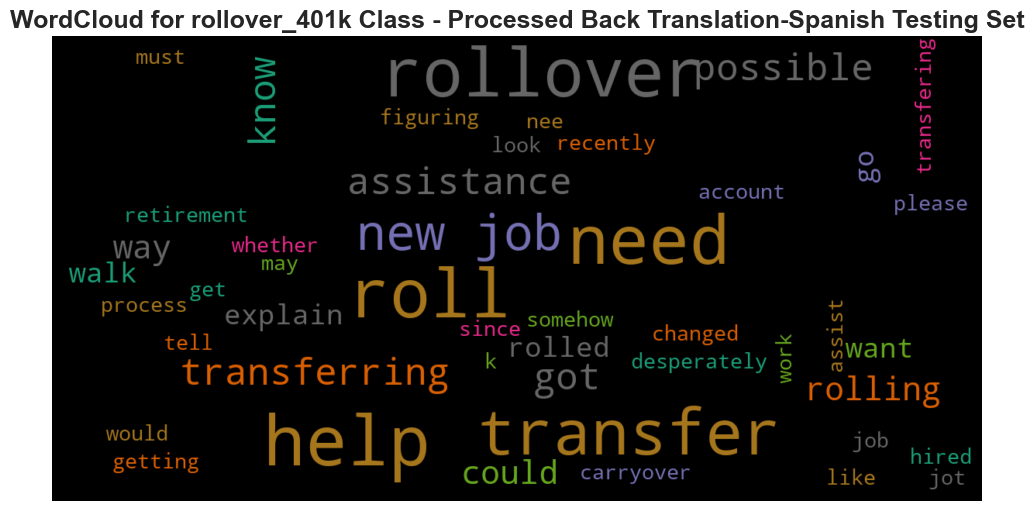 WordCloud for rollover_401k Class - Processed Back Translation-Spanish Testing Set
must
know
rollover
possible
transfering
figuring
nee
look
recently
go
assistance
account
please
retirement
way
whether
new job
need
walk
may
get
roll
process
explain
since
somehow
changed
assist
tell
k
rolled
desperately
work
want
transferring
got
rolling
help
transfer
would
getting
could
carryover
job
hired
like
jot